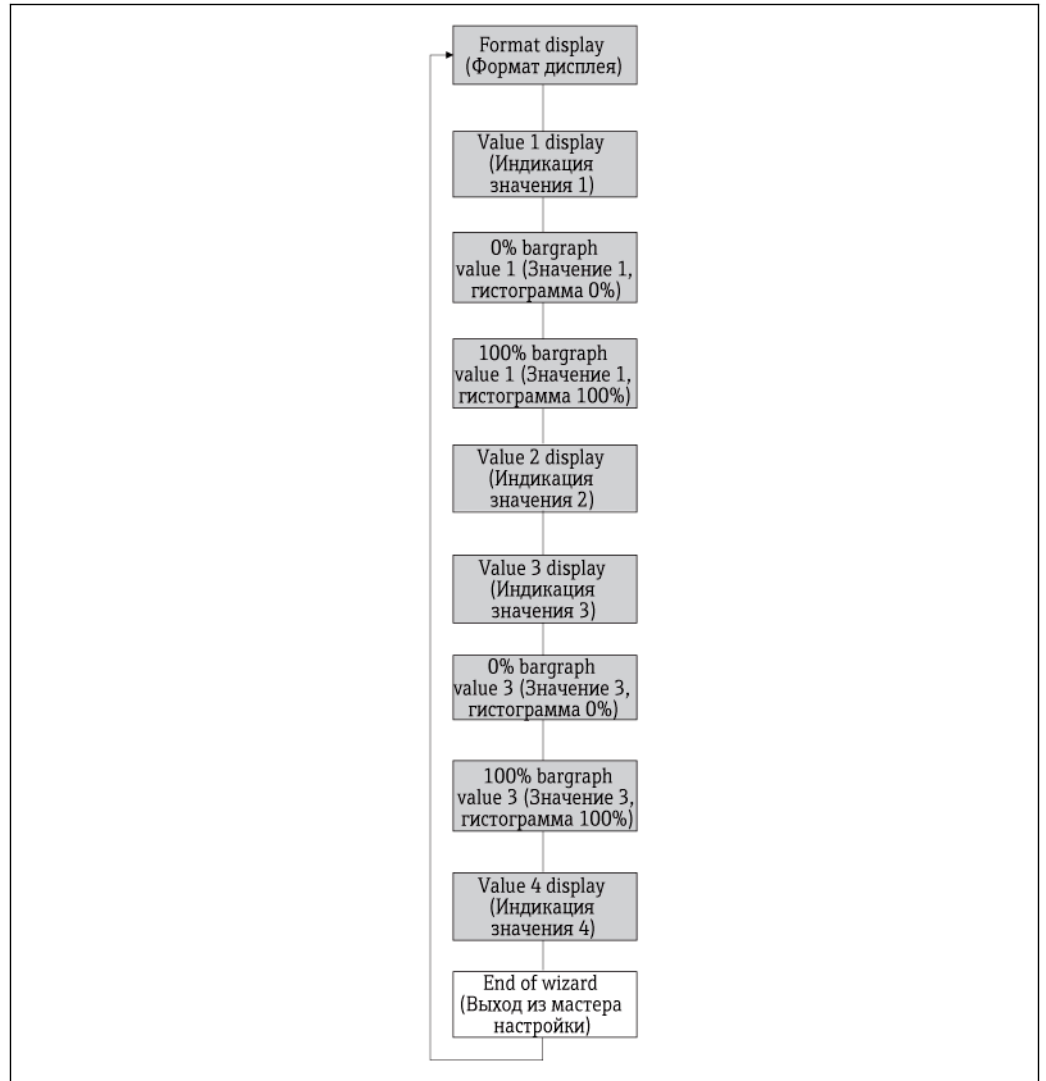 Format display
(Формат дисплея)
Value 1 display
(Индикация
значения 1)
0% bargraph
value 1 (Значение 1,
гистограмма 0%)
100% bargraph
value 1 (Значение 1,
гистограмма 100%)
Value 2 display
(Индикация
значения 2)
Value 3 display
(Индикация
значения 3)
0% bargraph
value 3 (Значение 3,
гистограмма 0%)
100% bargraph
value 3 (Значение 3,
гистограмма 100%)
Value 4 display
(Индикация
значения 4)
End of wizard
(Выход из мастера
настройки)